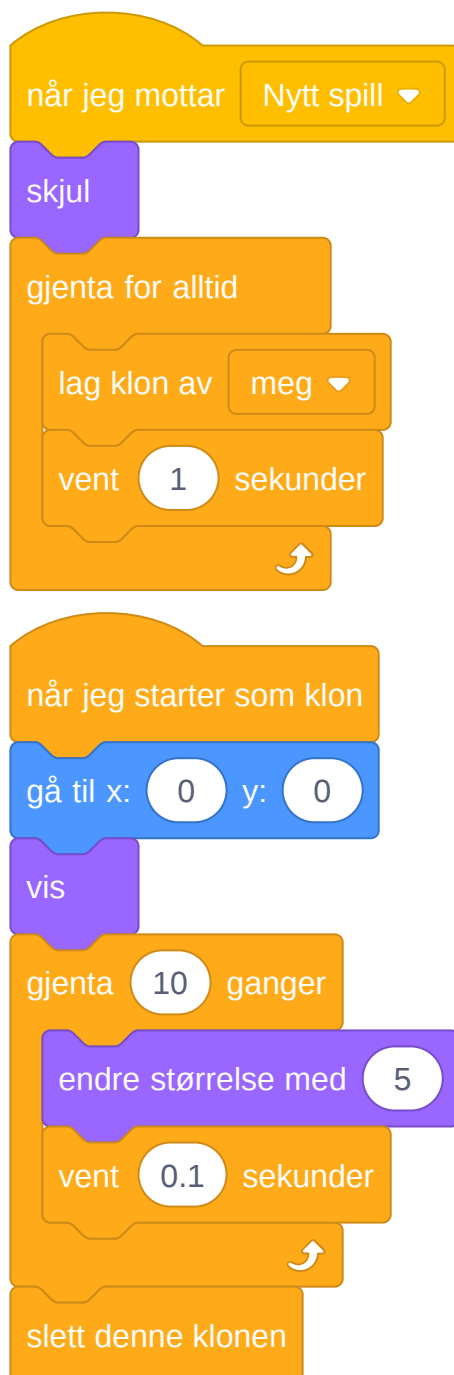 når jeg mottar Nytt spill
skjul
gjenta for alltid
lag klon av meg
vent 1 sekunder
når jeg starter som klon
gå til x: 0 y: 0
vis
gjenta 10 ganger
endre størrelse med 5
vent 0.1 sekunder
slett denne klonen